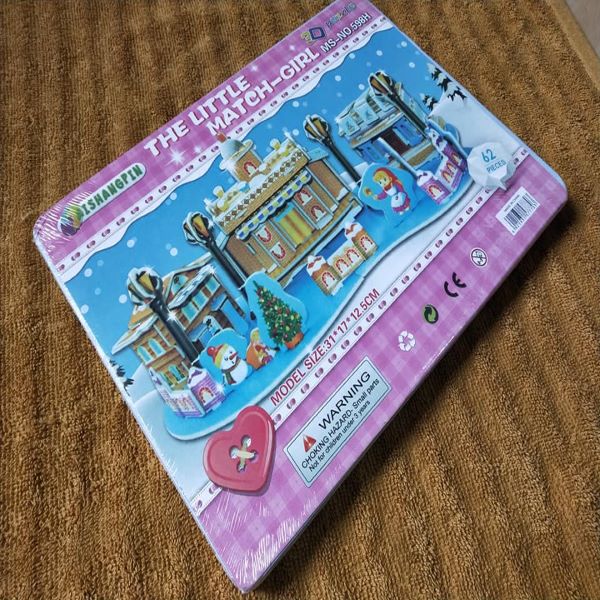 THE LITTLE
MATCH-GIRL
MS-NO.598H
ISHANGPIN
62
PIECES
MODEL SIZE:31*17*12.5CM
WARNING
CHOKING HAZARD- Small parts
Not for children under 3 years
CE